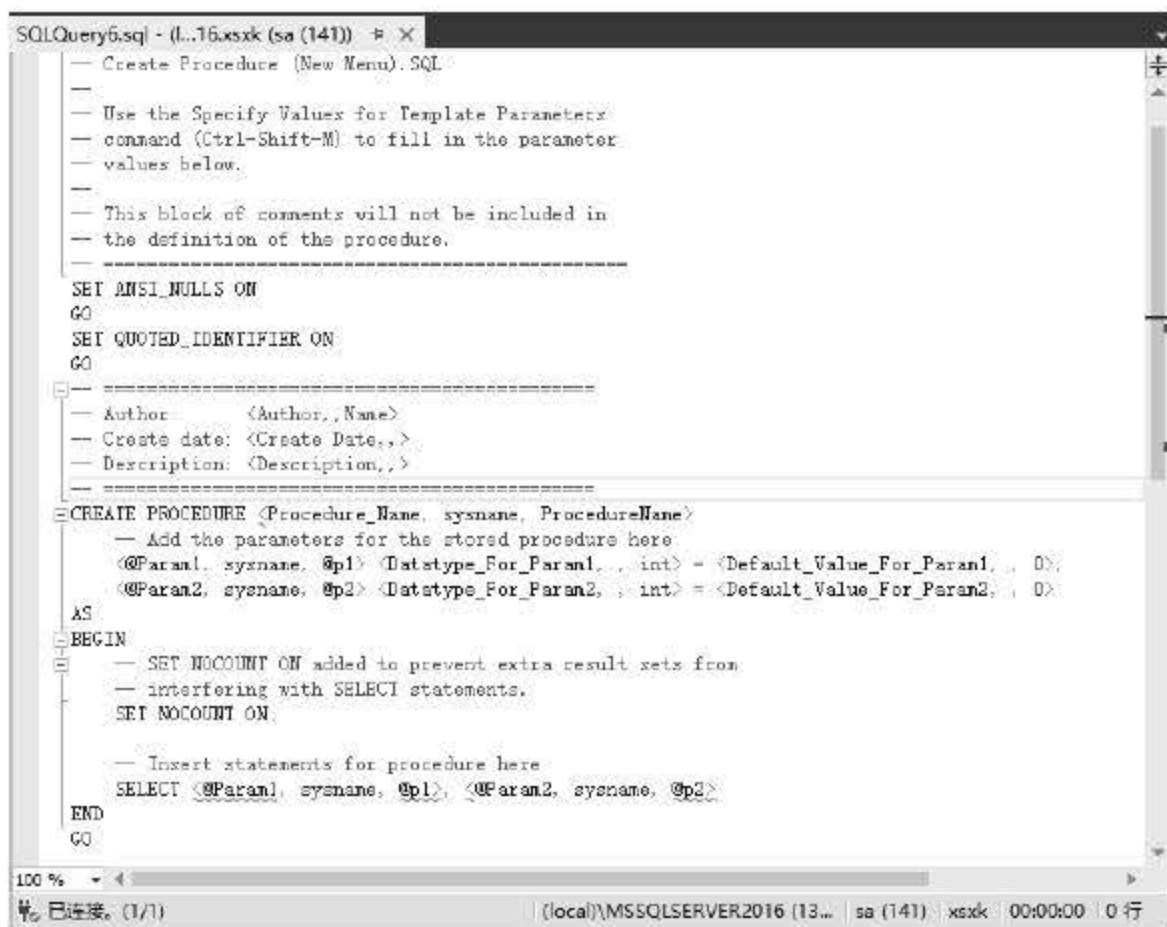 SQLQuery6.sql - (l...16.xsxk (sa (141))
-- Create Procedure (New Menu).SQL
--
-- Use the Specify Values for Template Parameters
-- command (Ctrl-Shift-M) to fill in the parameter
-- values below.
--
-- This block of comments will not be included in
-- the definition of the procedure.
-- ================================================
SET ANSI_NULLS ON
GO
SET QUOTED_IDENTIFIER ON
GO
-- =============================================
-- Author: <Author,,Name>
-- Create date: <Create Date,,>
-- Description: <Description,,>
-- =============================================
CREATE PROCEDURE <Procedure_Name, sysname, ProcedureName>
-- Add the parameters for the stored procedure here
<@Param1, sysname, @p1> <Datatype_For_Param1, , int> = <Default_Value_For_Param1, , 0>,
<@Param2, sysname, @p2> <Datatype_For_Param2, , int> = <Default_Value_For_Param2, , 0>
AS
BEGIN
-- SET NOCOUNT ON added to prevent extra result sets from
-- interfering with SELECT statements.
SET NOCOUNT ON;
-- Insert statements for procedure here
SELECT <@Param1, sysname, @p1>, <@Param2, sysname, @p2>
END
GO
100 %
已连接。(1/1) (local)\MSSQLSERVER2016 (13... sa (141) xsxk 00:00:00 0 行